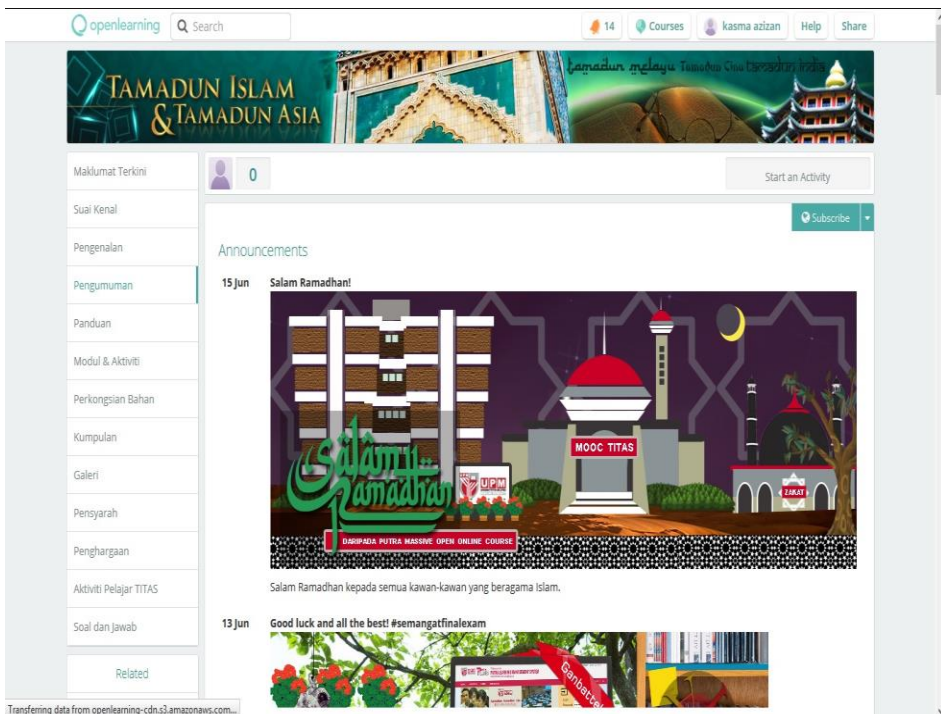 openlearning
Search
14
Courses
kasma azizan
Help
Share
TAMADUN ISLAM
& TAMADUN ASIA
tamadun melayu Tamadun Cina tamadun india
Maklumat Terkini
Suai Kenal
Pengenalan
Pengumuman
Panduan
Modul & Aktiviti
Perkongsian Bahan
Kumpulan
Galeri
Pensyarah
Penghargaan
Aktiviti Pelajar TITAS
Soal dan Jawab
Related
0
Start an Activity
Subscribe
Announcements
15 Jun
Salam Ramadhan!
MOOC TITAS
ZAKAT
Salam
Ramadhan
UPM
DARIPADA PUTRA MASSIVE OPEN ONLINE COURSE
Salam Ramadhan kepada semua kawan-kawan yang beragama Islam.
13 Jun
Good luck and all the best! #semangatfinalexam
Ganbatte
Transferring data from openlearning-cdn.s3.amazonaws.com...